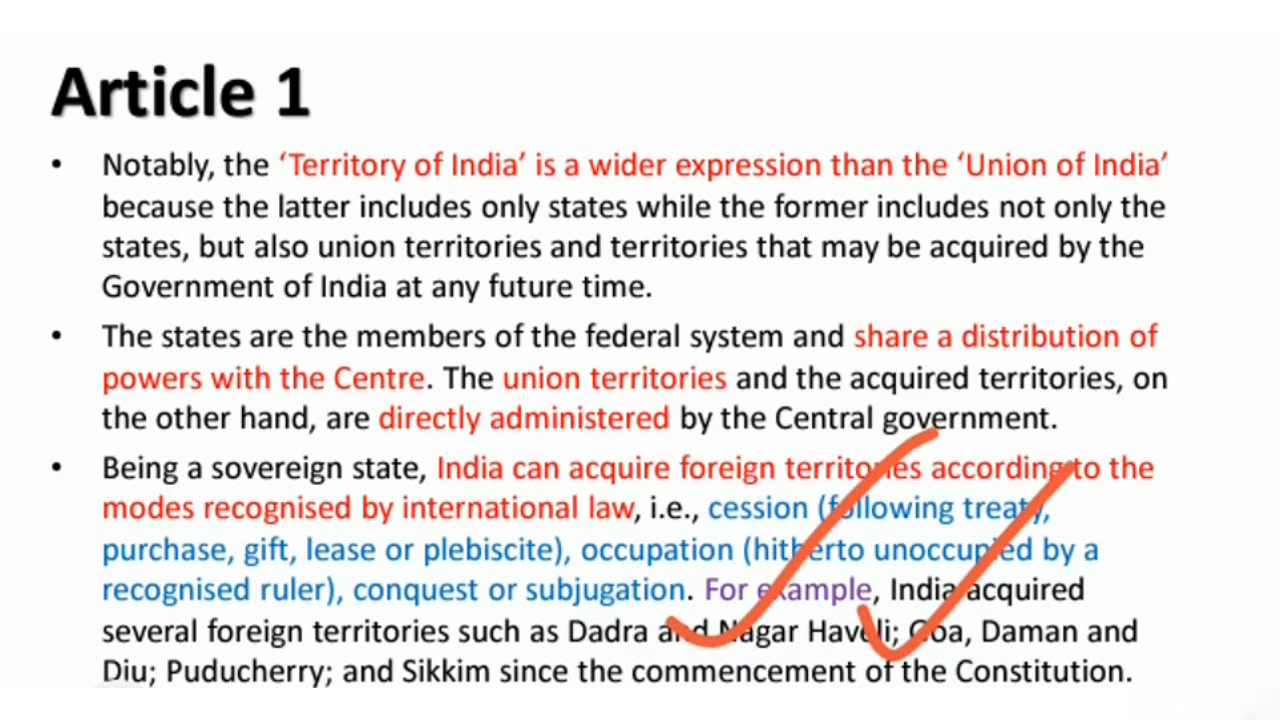 Article 1
• Notably, the ‘Territory of India’ is a wider expression than the ‘Union of India’
because the latter includes only states while the former includes not only the
states, but also union territories and territories that may be acquired by the
Government of India at any future time.
• The states are the members of the federal system and share a distribution of
powers with the Centre. The union territories and the acquired territories, on
the other hand, are directly administered by the Central government.
• Being a sovereign state, India can acquire foreign territories according to the
modes recognised by international law, i.e., cession (following treaty,
purchase, gift, lease or plebiscite), occupation (hitherto unoccupied by a
recognised ruler), conquest or subjugation. For example, India acquired
several foreign territories such as Dadra and Nagar Haveli; Goa, Daman and
Diu; Puducherry; and Sikkim since the commencement of the Constitution.